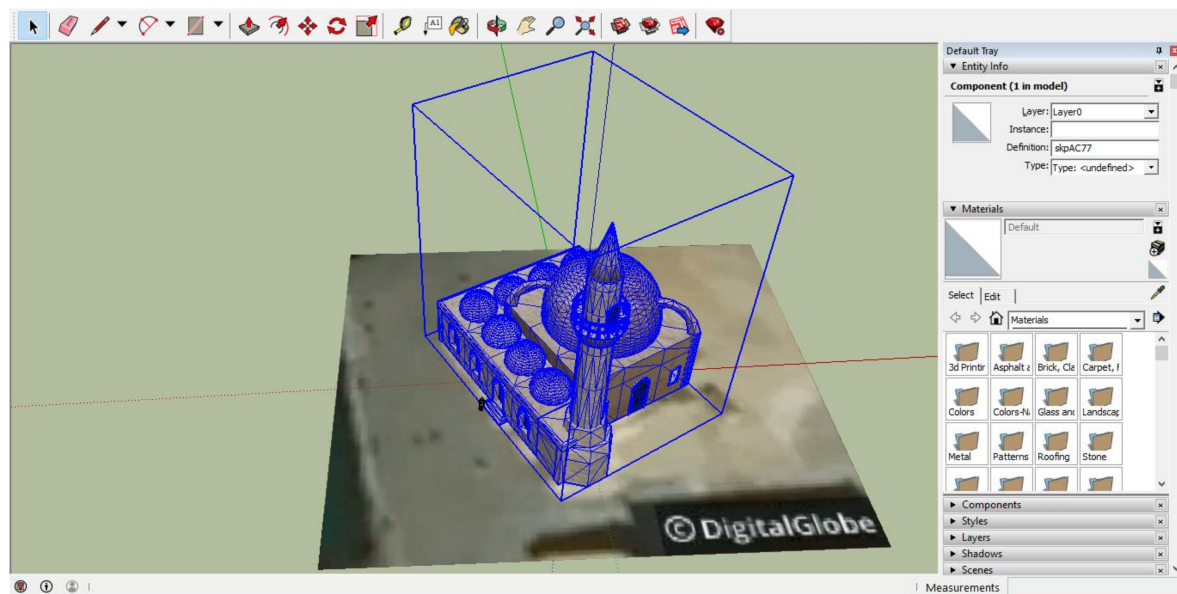 A1
Default Tray
Entity Info
Component (1 in model)
Layer: Layer0
Instance:
Definition: skpAC77
Type: Type: <undefined>
Materials
Default
Select Edit
Materials
3d Printir Asphalt a Brick, Cla Carpet, F
Colors Colors-Na Glass and Landscap
Metal Patterns Roofing Stone
Components
Styles
Layers
Shadows
Scenes
© DigitalGlobe
Measurements